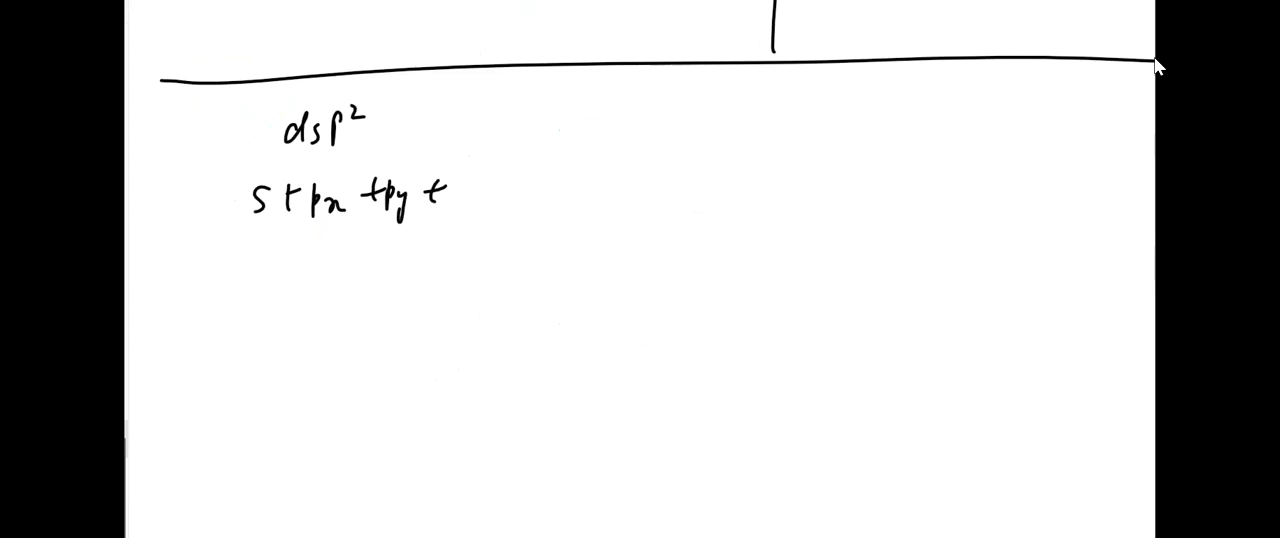 dsp²
s + px + py +